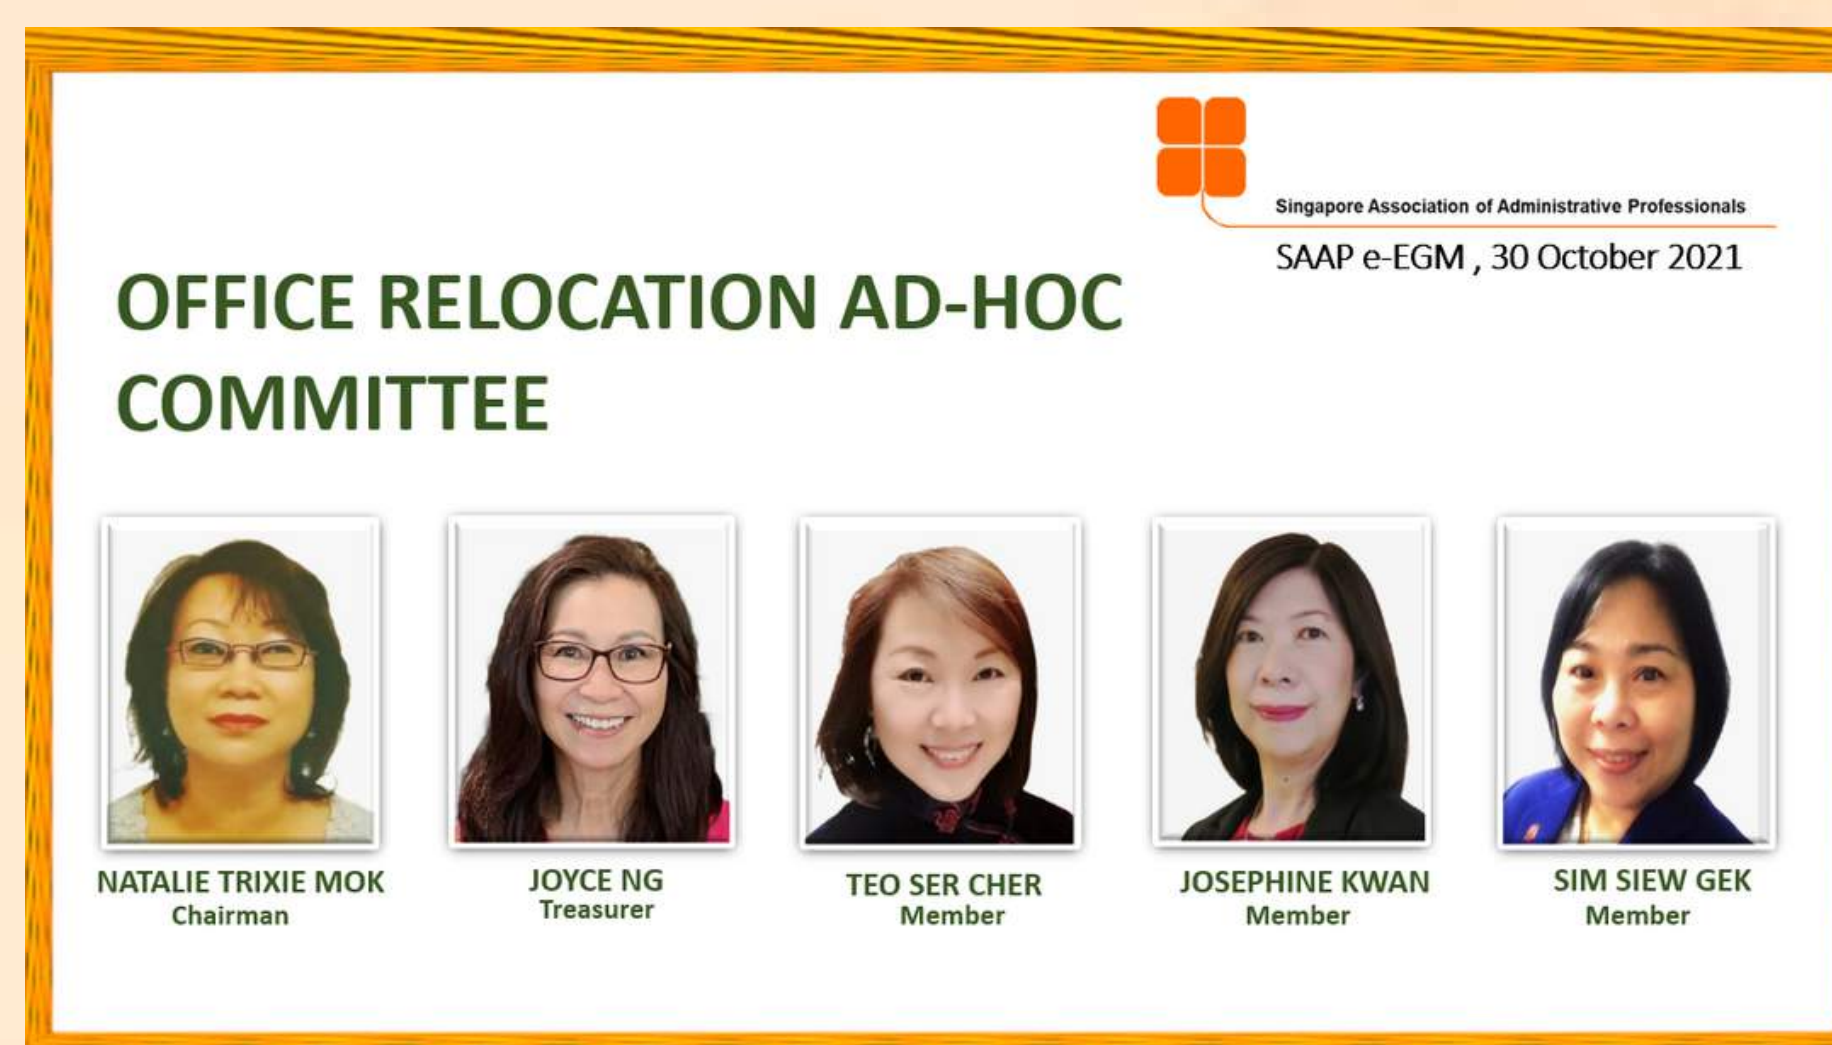 Singapore Association of Administrative Professionals
SAAP e-EGM , 30 October 2021
OFFICE RELOCATION AD-HOC
COMMITTEE
NATALIE TRIXIE MOK
Chairman
JOYCE NG
Treasurer
TEO SER CHER
Member
JOSEPHINE KWAN
Member
SIM SIEW GEK
Member